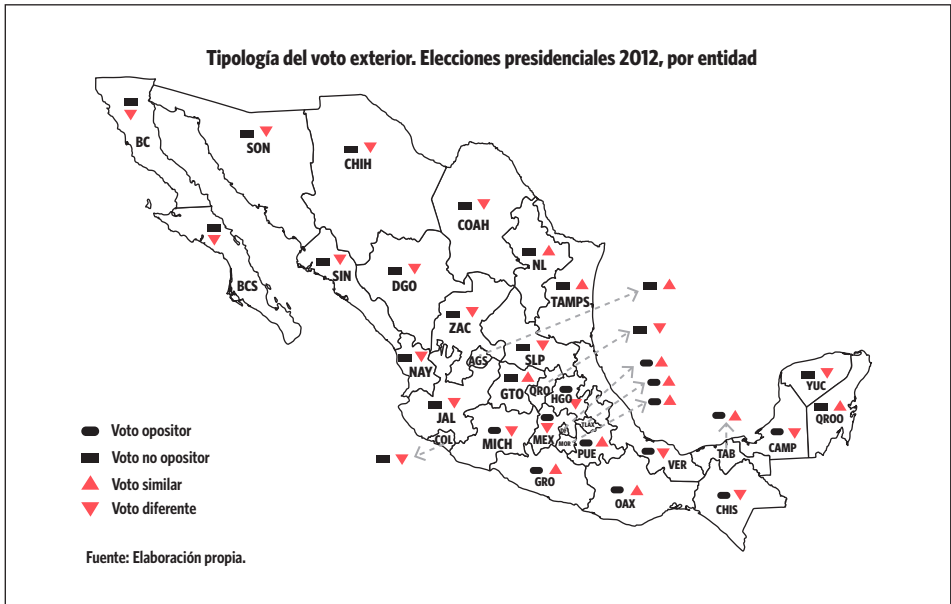 Tipología del voto exterior. Elecciones presidenciales 2012, por entidad
BC
SON
CHIH
COAH
NL
TAMPS
BCS
SIN
DGO
ZAC
AGS
SLP
NAY
GTO
QRO
HGO
JAL
COL
MICH
MEX
DF
TLAX
MOR
PUE
GRO
OAX
VER
TAB
CHIS
CAMP
YUC
QROO
Voto opositor
Voto no opositor
Voto similar
Voto diferente
Fuente: Elaboración propia.